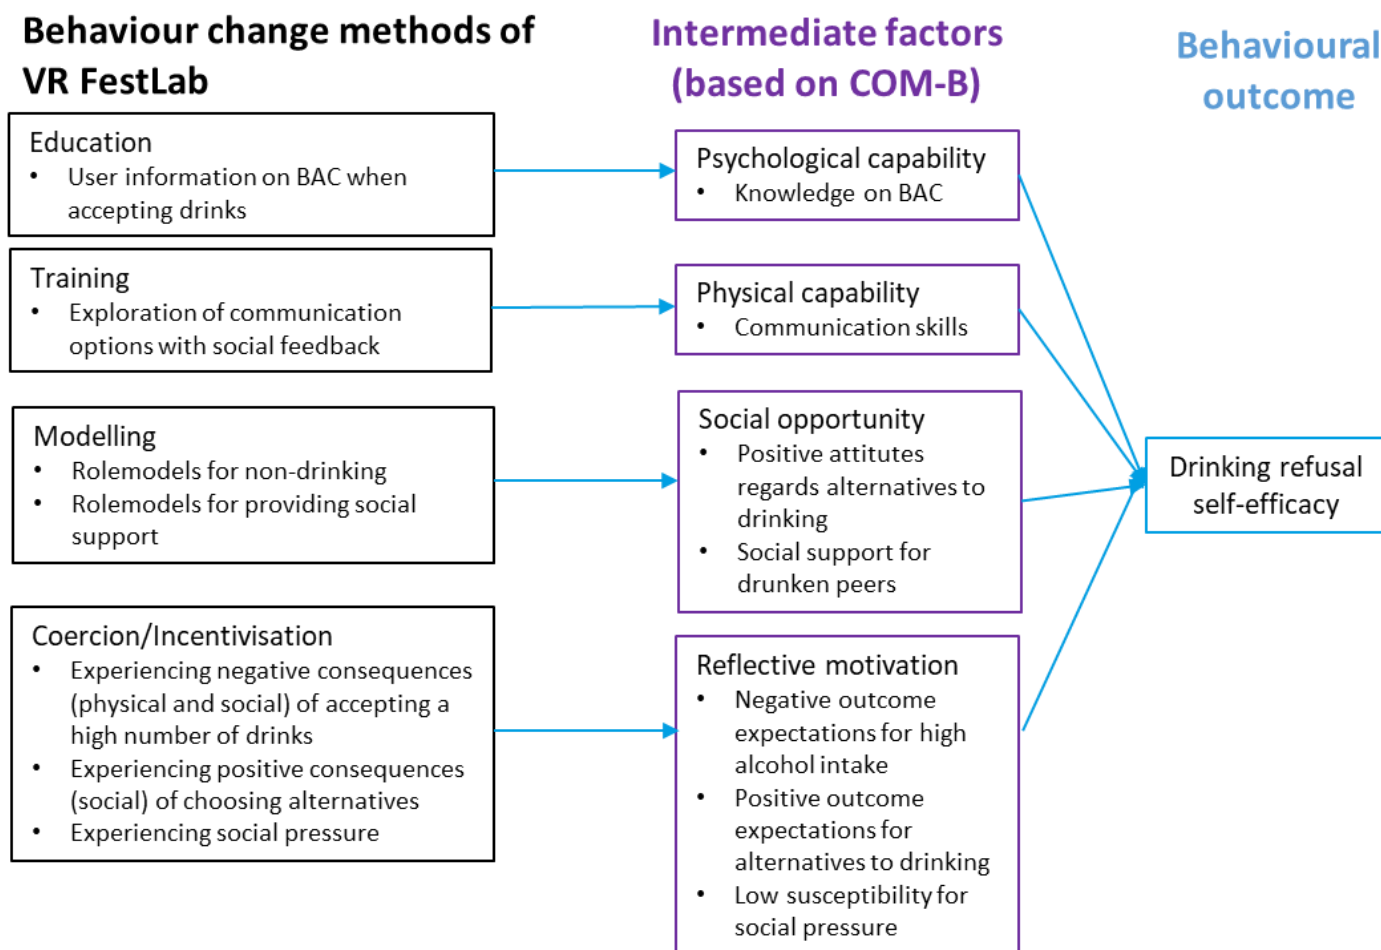 Behaviour change methods of
VR FestLab
Education
• User information on BAC when
accepting drinks
Training
• Exploration of communication
options with social feedback
Modelling
• Rolemodels for non-drinking
• Rolemodels for providing social
support
Coercion/Incentivisation
• Experiencing negative consequences
(physical and social) of accepting a
high number of drinks
• Experiencing positive consequences
(social) of choosing alternatives
• Experiencing social pressure
Intermediate factors
(based on COM-B)
Psychological capability
• Knowledge on BAC
Physical capability
• Communication skills
Social opportunity
• Positive attitutes
regards alternatives to
drinking
• Social support for
drunken peers
Reflective motivation
• Negative outcome
expectations for high
alcohol intake
• Positive outcome
expectations for
alternatives to drinking
• Low susceptibility for
social pressure
Behavioural
outcome
Drinking refusal
self-efficacy